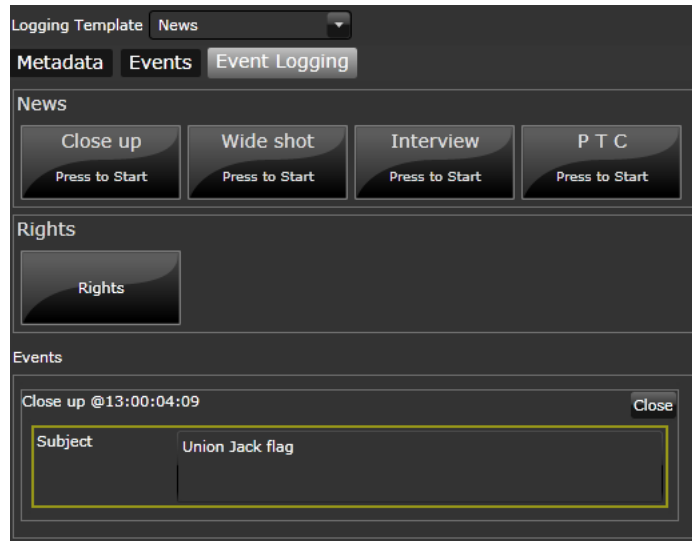 Logging Template News
Metadata Events Event Logging
News
Close up Wide shot Interview P T C
Press to Start Press to Start Press to Start Press to Start
Rights
Rights
Events
Close up @13:00:04:09 Close
Subject Union Jack flag